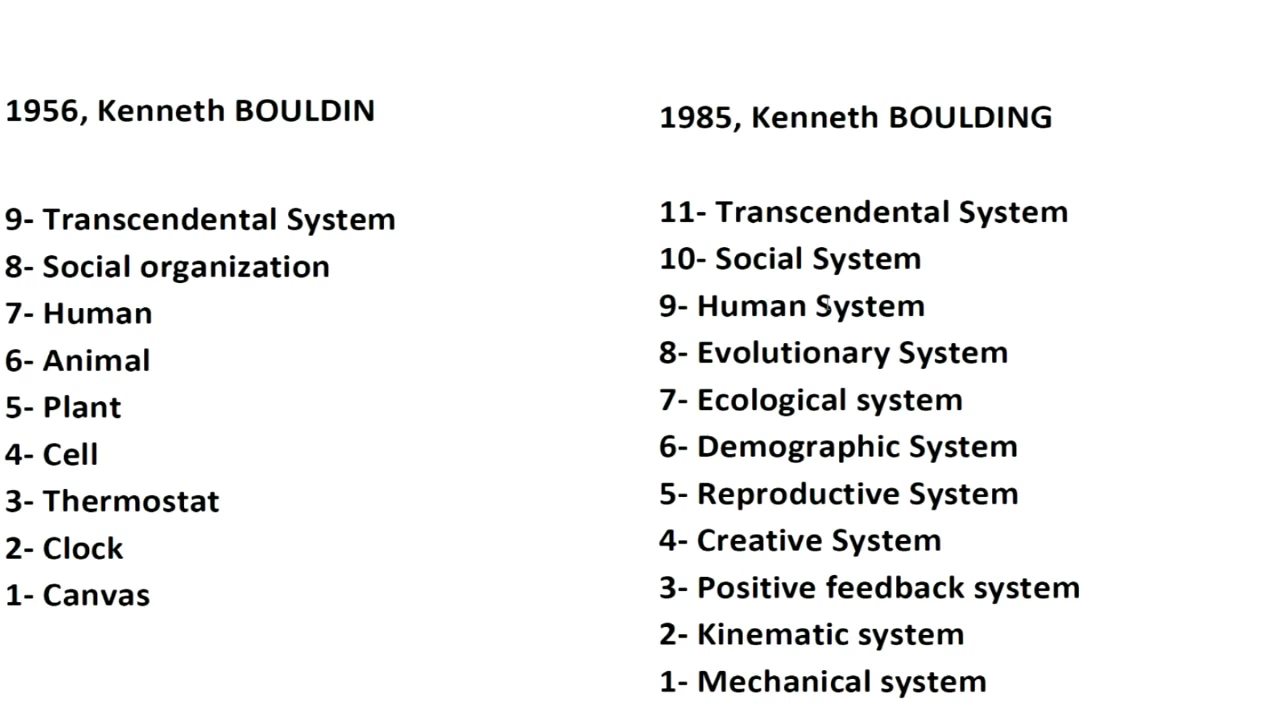 1956, Kenneth BOULDIN
9- Transcendental System
8- Social organization
7- Human
6- Animal
5- Plant
4- Cell
3- Thermostat
2- Clock
1- Canvas
1985, Kenneth BOULDING
11- Transcendental System
10- Social System
9- Human System
8- Evolutionary System
7- Ecological system
6- Demographic System
5- Reproductive System
4- Creative System
3- Positive feedback system
2- Kinematic system
1- Mechanical system